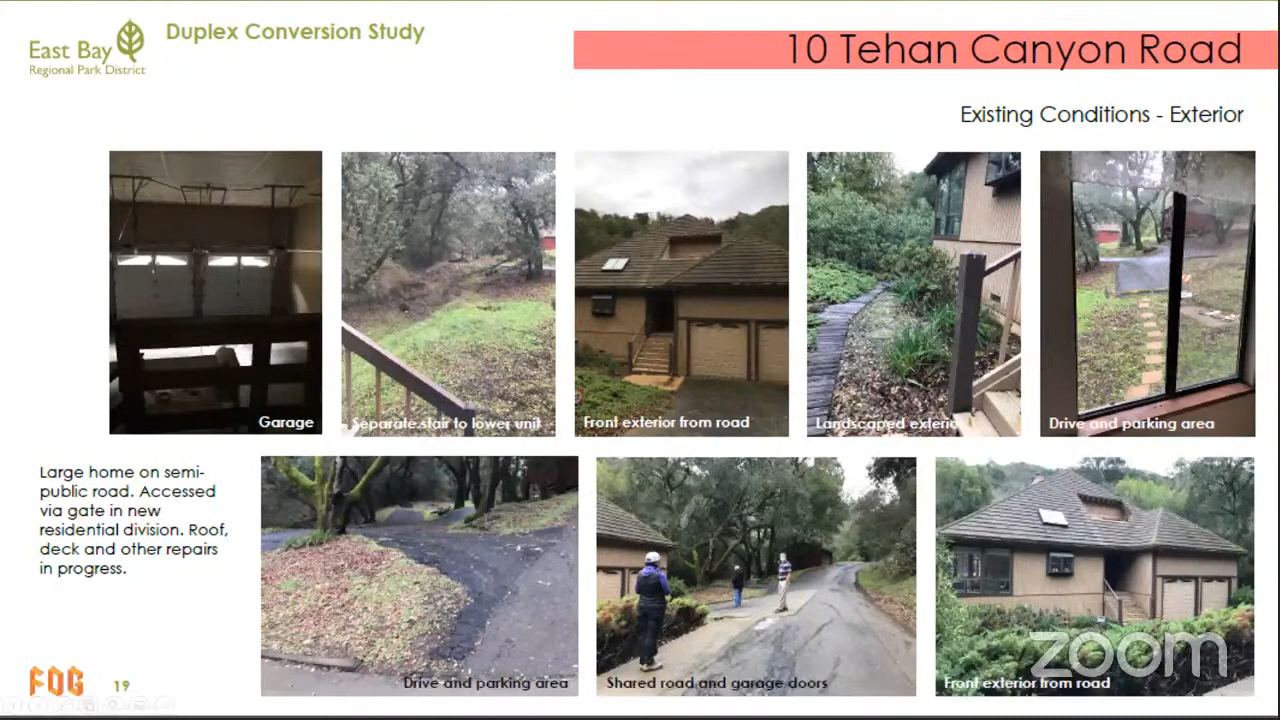 East Bay
Regional Park District
Duplex Conversion Study
10 Tehan Canyon Road
Existing Conditions - Exterior
Garage
Separate stair to lower unit
Front exterior from road
Landscaped exterio
Drive and parking area
Large home on semi-
public road. Accessed
via gate in new
residential division. Roof,
deck and other repairs
in progress.
Drive and parking area
Shared road and garage doors
Front exterior from road
zoom
FOG
19